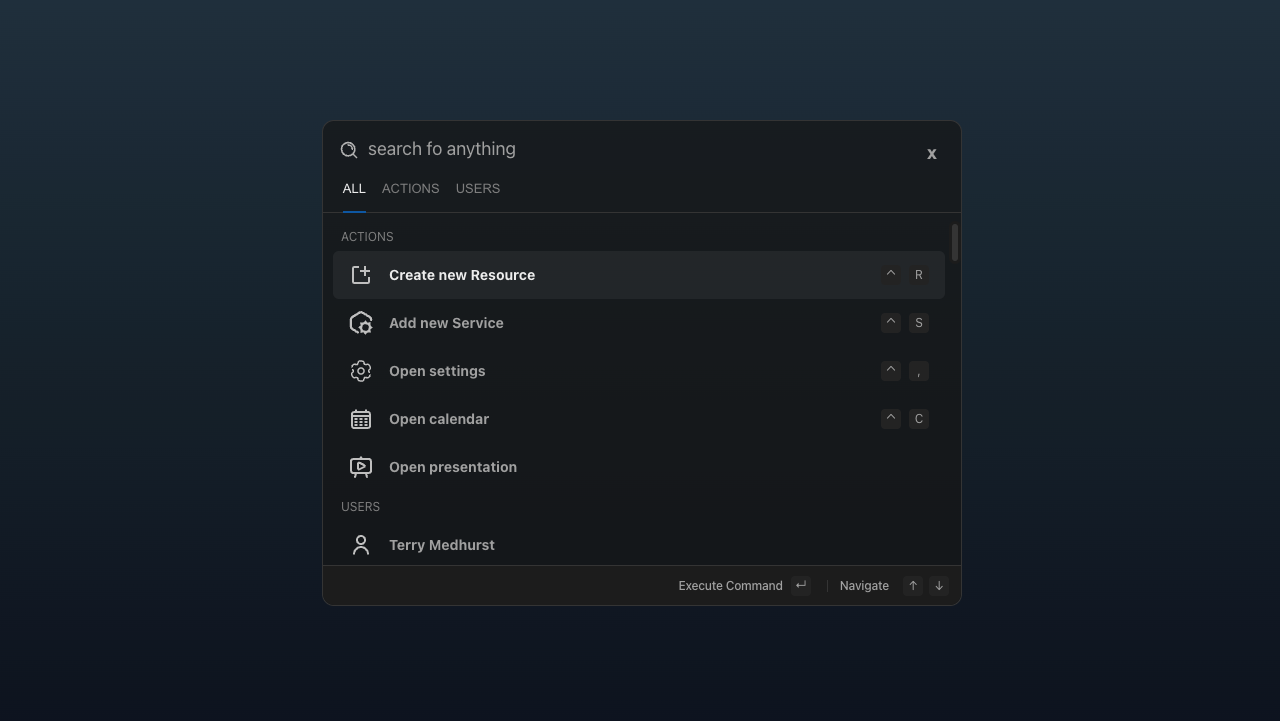 search fo anything
x
ALL ACTIONS USERS
ACTIONS
Create new Resource ^ R
Add new Service ^ S
Open settings ^ ,
Open calendar ^ C
Open presentation
USERS
Terry Medhurst
Execute Command ↵ Navigate ↑ ↓